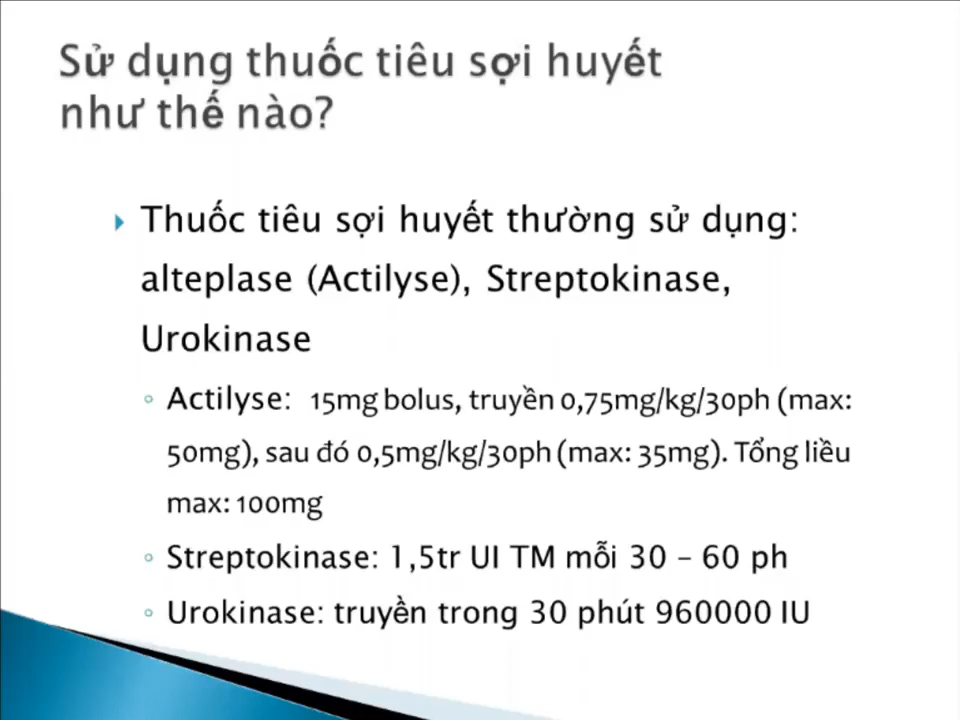 Sử dụng thuốc tiêu sợi huyết
như thế nào?
Thuốc tiêu sợi huyết thường sử dụng:
alteplase (Actilyse), Streptokinase,
Urokinase
Actilyse: 15mg bolus, truyền 0,75mg/kg/30ph (max:
50mg), sau đó 0,5mg/kg/30ph (max: 35mg). Tổng liều
max: 100mg
Streptokinase: 1,5tr UI TM mỗi 30 – 60 ph
Urokinase: truyền trong 30 phút 960000 IU